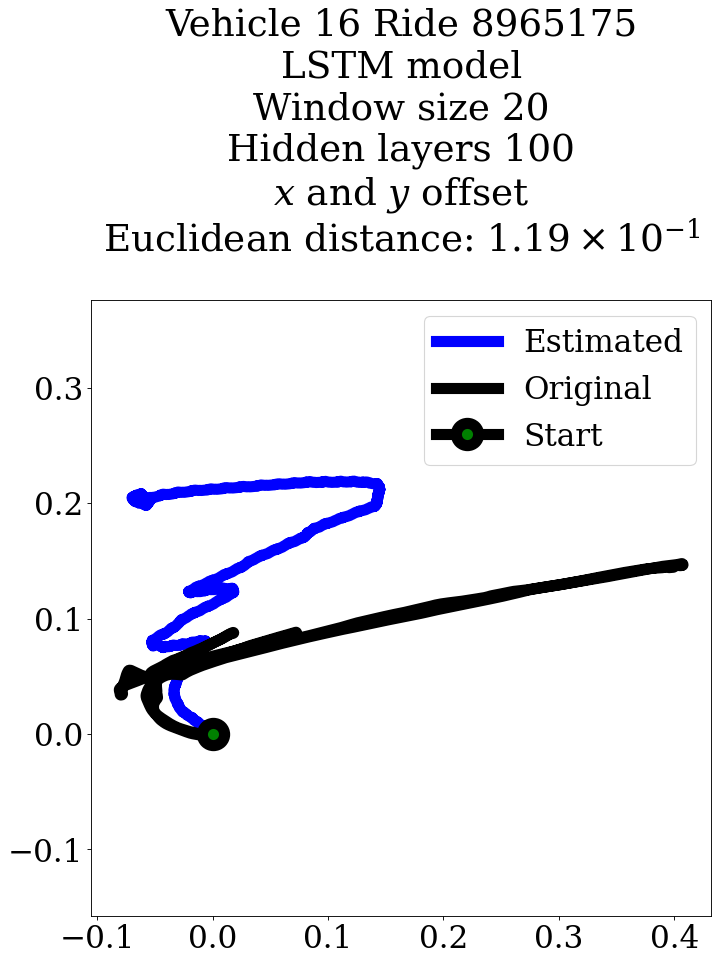 Vehicle 16 Ride 8965175
LSTM model
Window size 20
Hidden layers 100
x and y offset
Euclidean distance: 1.19 × 10⁻¹
Estimated
Original
Start
0.3
0.2
0.1
0.0
−0.1
−0.1 0.0 0.1 0.2 0.3 0.4